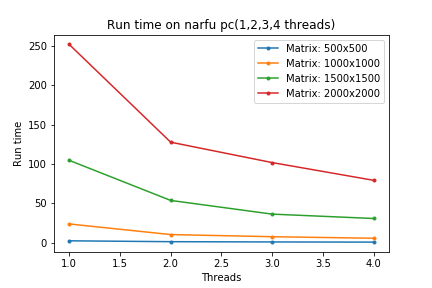 Run time on narfu pc(1,2,3,4 threads)
Matrix: 500x500
Matrix: 1000x1000
Matrix: 1500x1500
Matrix: 2000x2000
250
200
150
100
50
0
Run time
1.0 1.5 2.0 2.5 3.0 3.5 4.0
Threads